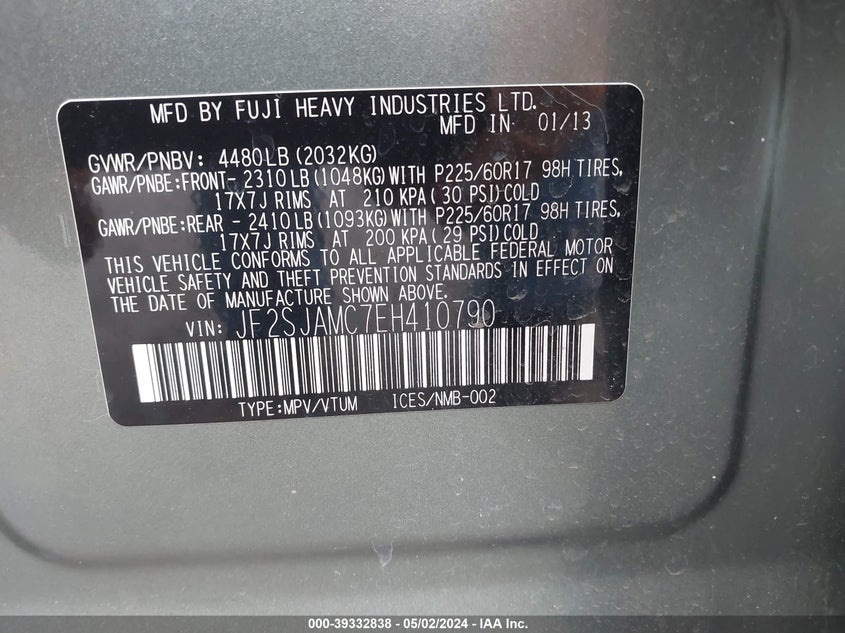 MFD BY FUJI HEAVY INDUSTRIES LTD.
MFD IN 01/13
GVWR/PNBV: 4480LB(2032KG)
GAWR/PNBE:FRONT- 2310LB(1048KG)WITH P225/60R17 98H TIRES,
17X7J RIMS AT 210 KPA(30 PSI)COLD
GAWR/PNBE:REAR - 2410LB(1093KG)WITH P225/60R17 98H TIRES,
17X7J RIMS AT 200 KPA(29 PSI)COLD
THIS VEHICLE CONFORMS TO ALL APPLICABLE FEDERAL MOTOR
VEHICLE SAFETY AND THEFT PREVENTION STANDARDS IN EFFECT ON
THE DATE OF MANUFACTURE SHOWN ABOVE.
VIN: JF2SJAMC7EH410790
TYPE:MPV/VTUM ICES/NMB-002
000-39332838 - 05/02/2024 - IAA Inc.